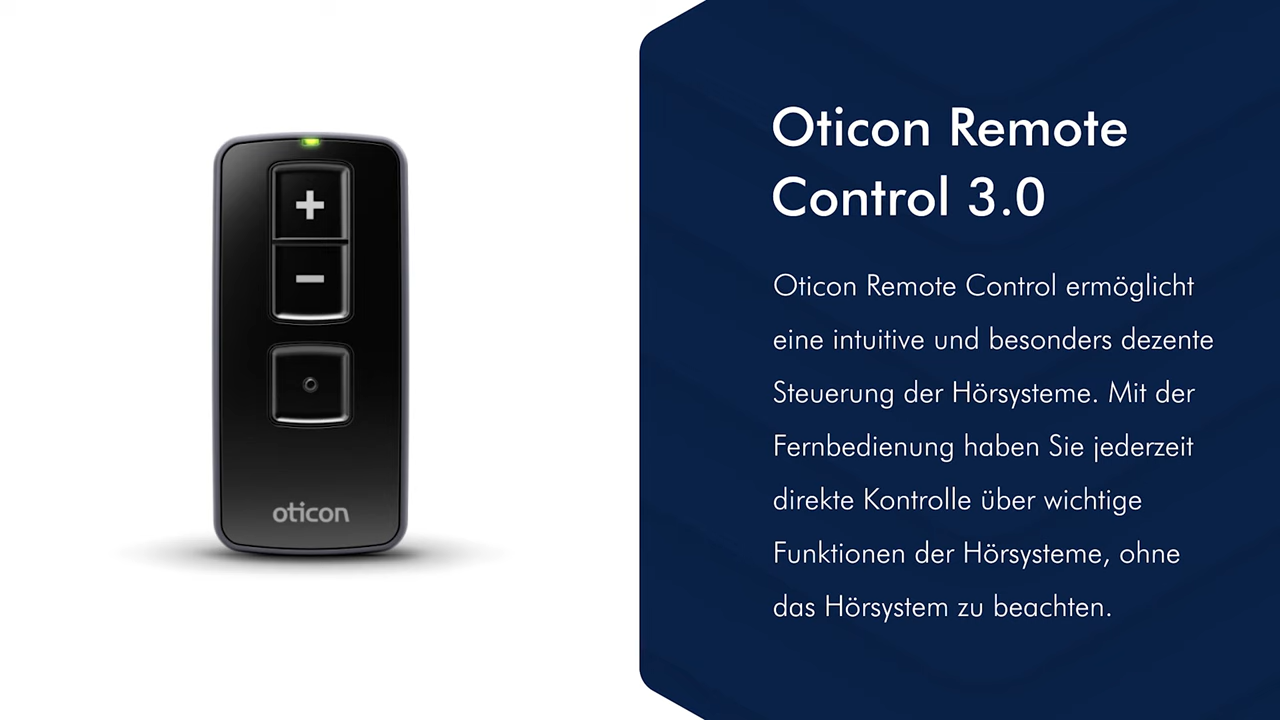 +
−
oticon
Oticon Remote
Control 3.0
Oticon Remote Control ermöglicht
eine intuitive und besonders dezente
Steuerung der Hörsysteme. Mit der
Fernbedienung haben Sie jederzeit
direkte Kontrolle über wichtige
Funktionen der Hörsysteme, ohne
das Hörsystem zu beachten.